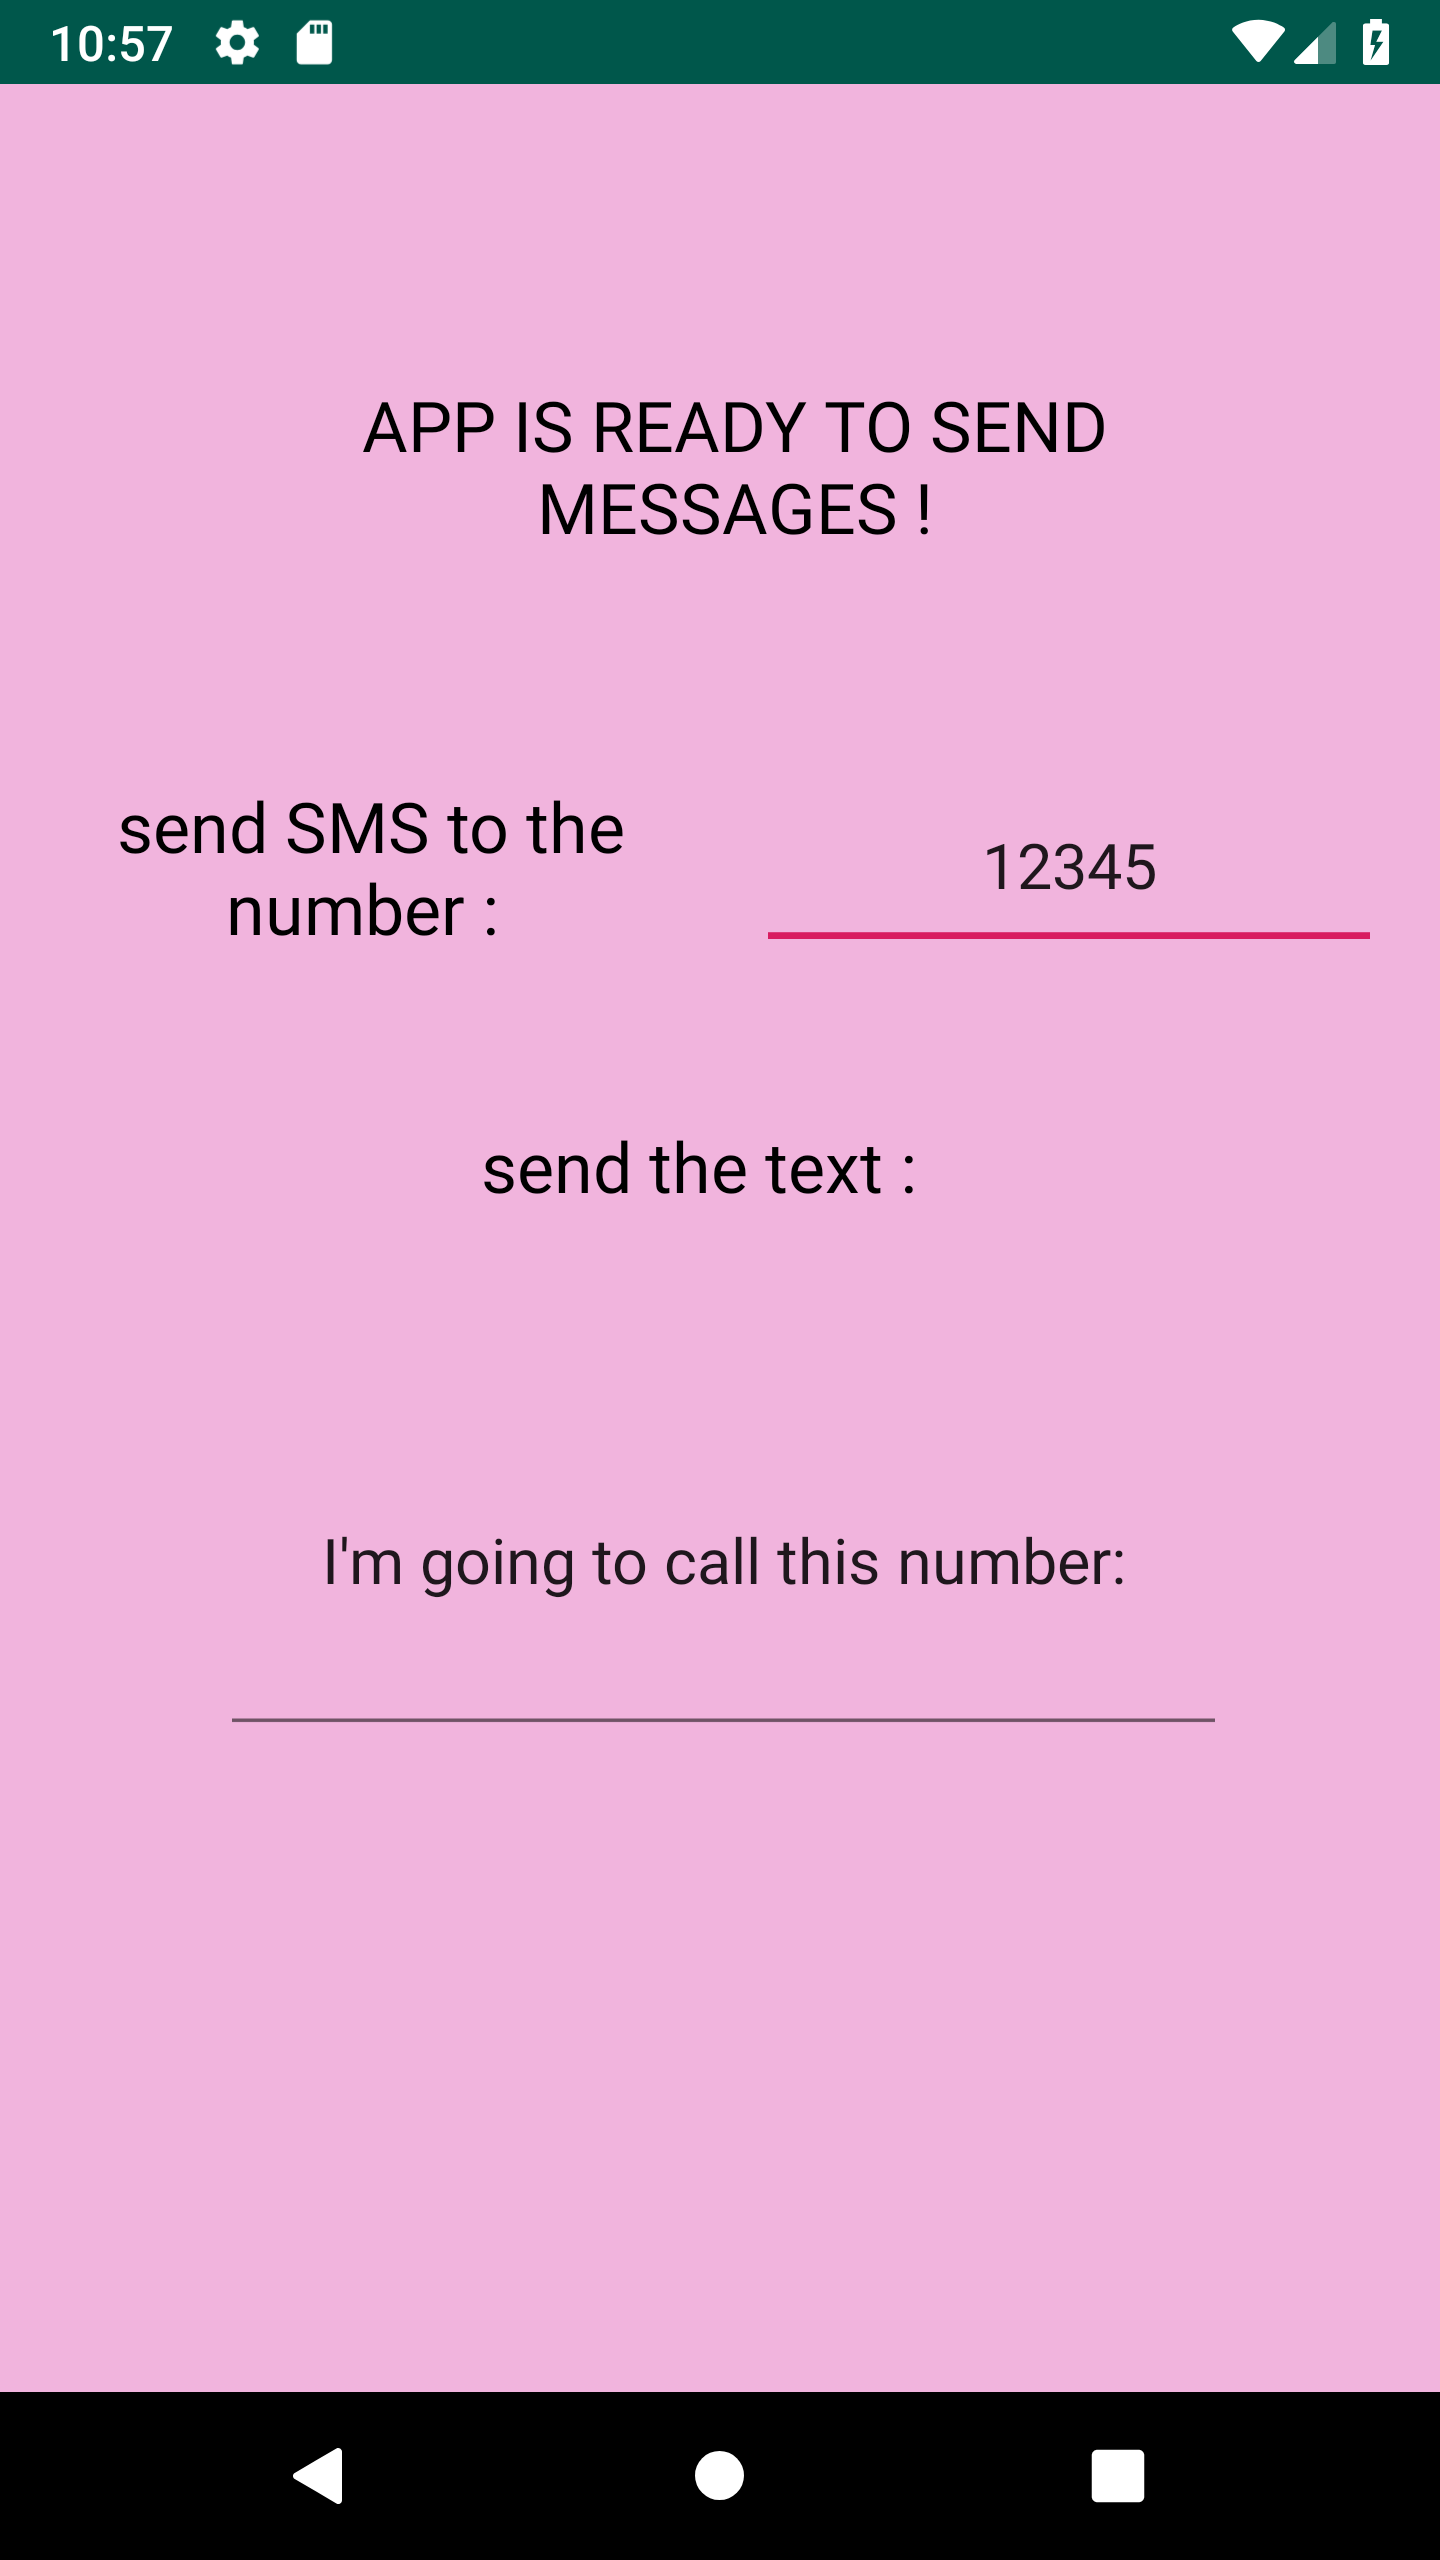 10:57
APP IS READY TO SEND
MESSAGES !
send SMS to the
number :
12345
send the text :
I'm going to call this number: